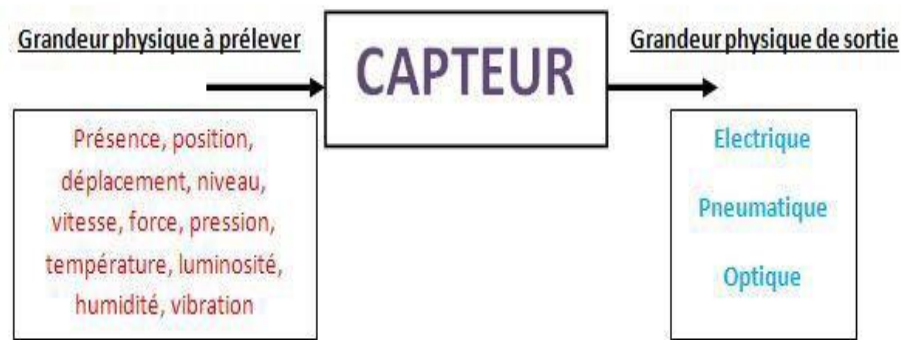 Grandeur physique à prélever
CAPTEUR
Grandeur physique de sortie
Présence, position,
déplacement, niveau,
vitesse, force, pression,
température, luminosité,
humidité, vibration
Electrique
Pneumatique
Optique